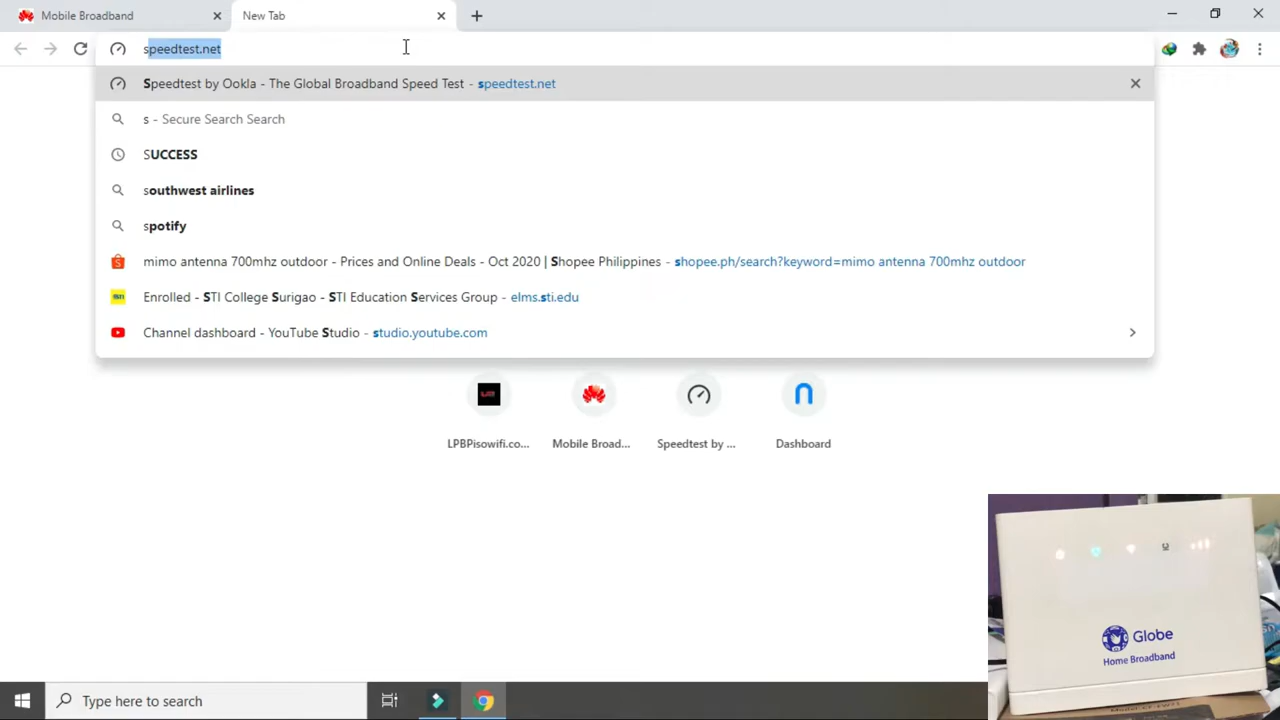 Mobile Broadband
New Tab
speedtest.net
Speedtest by Ookla - The Global Broadband Speed Test - speedtest.net
s - Secure Search Search
SUCCESS
southwest airlines
spotify
mimo antenna 700mhz outdoor - Prices and Online Deals - Oct 2020 | Shopee Philippines - shopee.ph/search?keyword=mimo antenna 700mhz outdoor
Enrolled - STI College Surigao - STI Education Services Group - elms.sti.edu
Channel dashboard - YouTube Studio - studio.youtube.com
LPBPisowifi.co...
Mobile Broad...
Speedtest by ...
Dashboard
Globe
Home Broadband
Type here to search